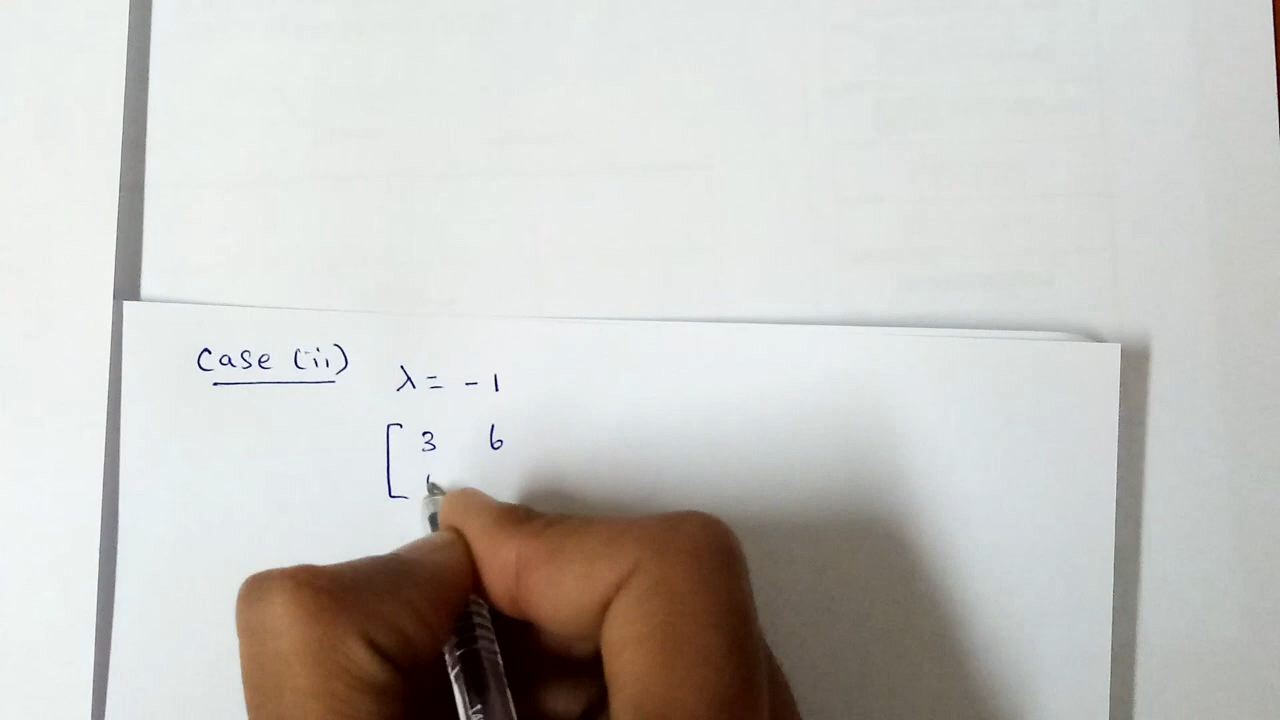 Case (ii)
λ = -1
[ 3 6